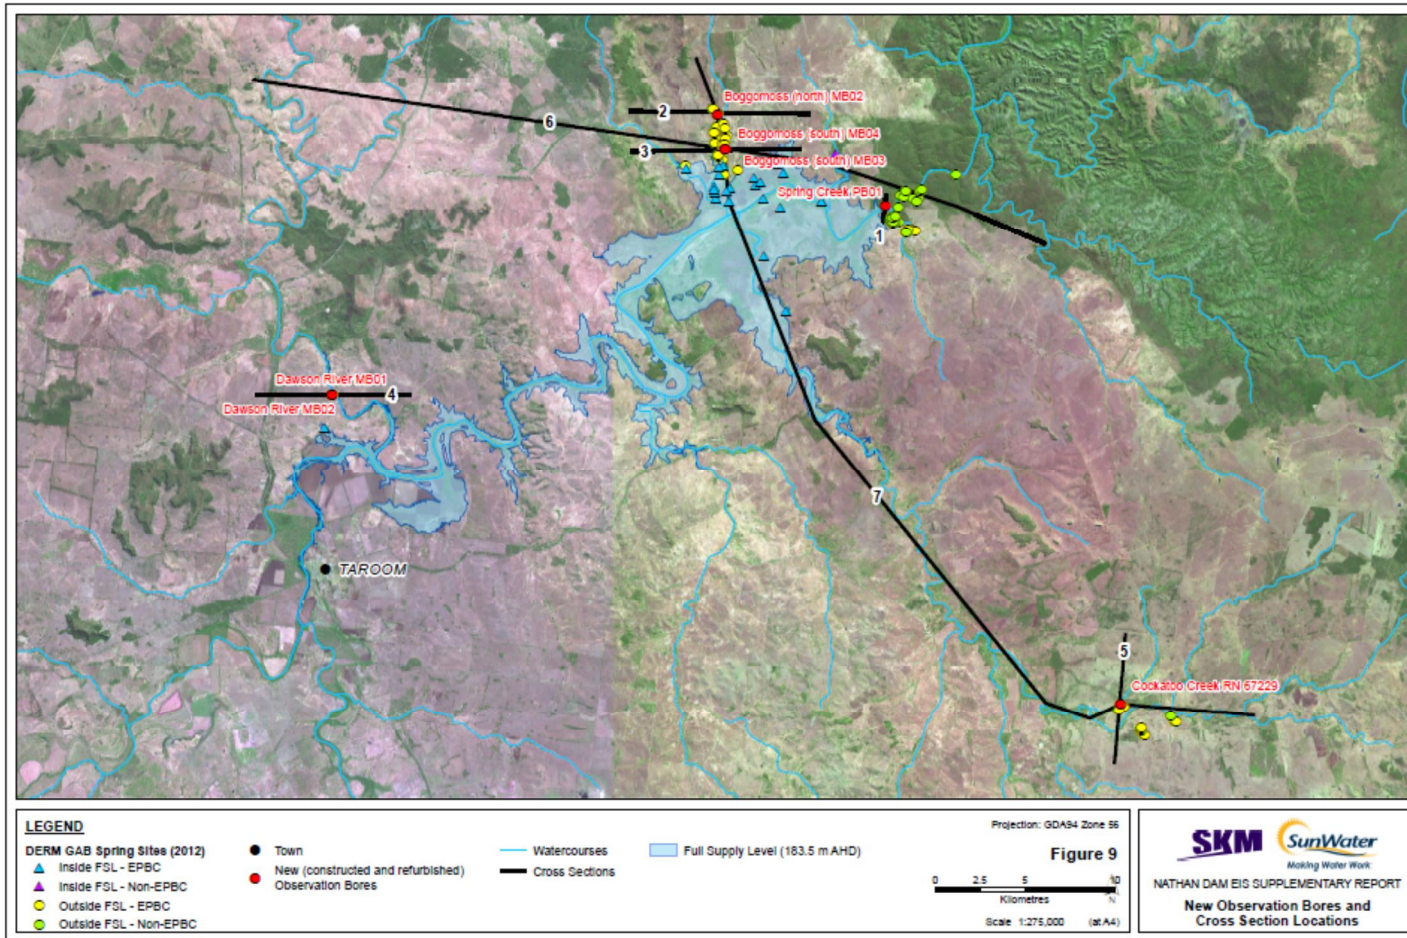 2
Boggomoss (north) MB02
6
Boggomoss (south) MB04
3
Boggomoss (south) MB03
Spring Creek PB01
1
Dawson River MB01
4
Dawson River MB02
7
TAROOM
5
Cockatoo Creek RN 67229
LEGEND
DERM GAB Spring Sites (2012)
Inside FSL - EPBC
Inside FSL - Non-EPBC
Outside FSL - EPBC
Outside FSL - Non-EPBC
Town
New (constructed and refurbished)
Observation Bores
Watercourses
Cross Sections
Full Supply Level (183.5 m AHD)
Projection: GDA94 Zone 56
Figure 9
0 2.5 5 10
Kilometres
N
Scale 1:275,000 (at A4)
SKM
SunWater
Making Water Work
NATHAN DAM EIS SUPPLEMENTARY REPORT
New Observation Bores and
Cross Section Locations